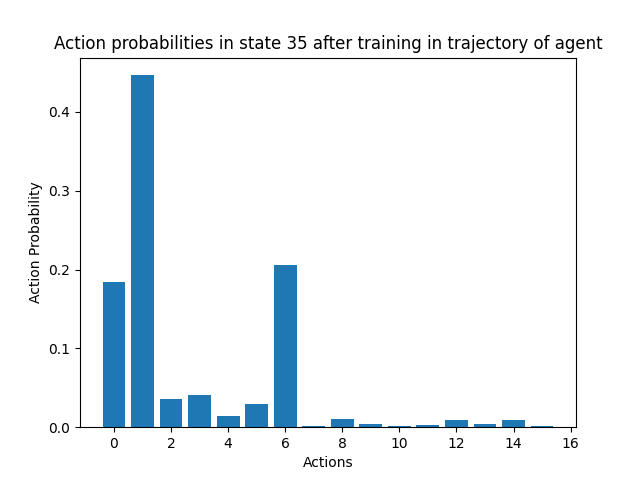 Action probabilities in state 35 after training in trajectory of agent
Action Probability
0.4
0.3
0.2
0.1
0.0
0 2 4 6 8 10 12 14 16
Actions